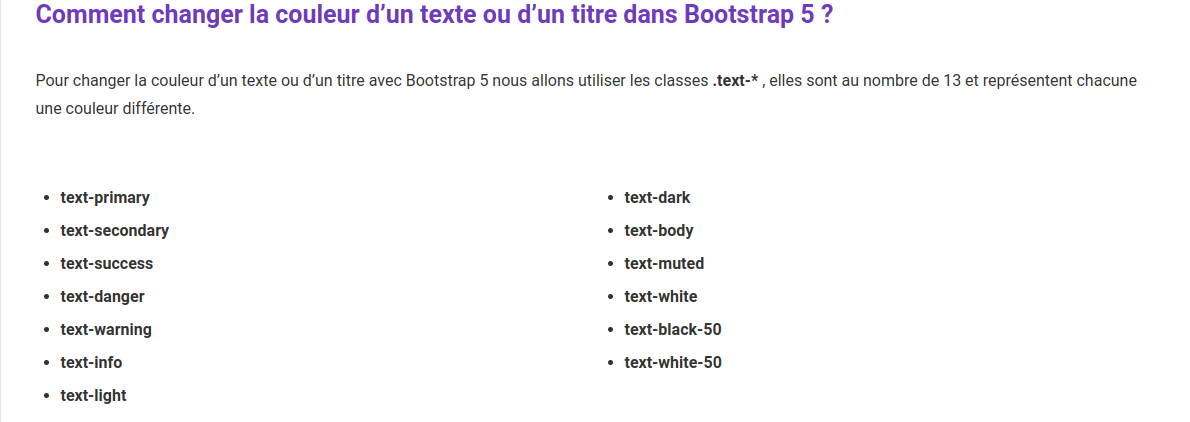 Comment changer la couleur d’un texte ou d’un titre dans Bootstrap 5 ?
Pour changer la couleur d’un texte ou d’un titre avec Bootstrap 5 nous allons utiliser les classes .text-* , elles sont au nombre de 13 et représentent chacune
une couleur différente.
• text-primary
• text-secondary
• text-success
• text-danger
• text-warning
• text-info
• text-light
• text-dark
• text-body
• text-muted
• text-white
• text-black-50
• text-white-50